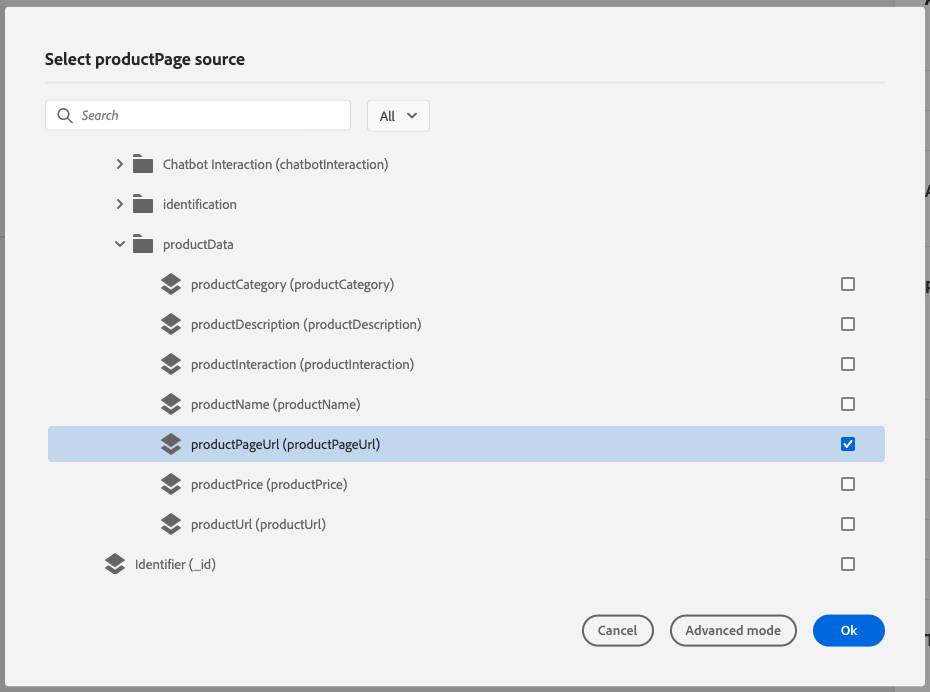 Select productPage source
Search
All
Chatbot Interaction (chatbotInteraction)
identification
productData
productCategory (productCategory)
productDescription (productDescription)
productInteraction (productInteraction)
productName (productName)
productPageUrl (productPageUrl)
productPrice (productPrice)
productUrl (productUrl)
Identifier (_id)
Cancel
Advanced mode
Ok